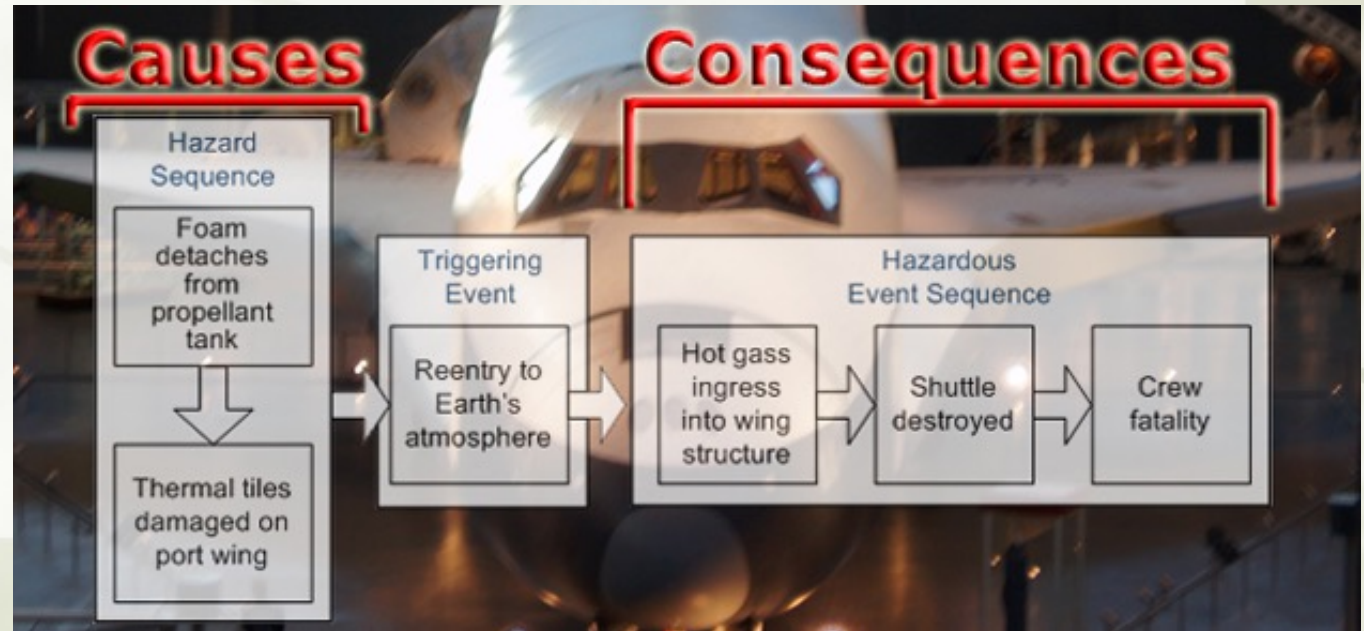 Causes
Consequences
Hazard
Sequence
Foam
detaches
from
propellant
tank
Thermal tiles
damaged on
port wing
Triggering
Event
Reentry to
Earth's
atmosphere
Hazardous
Event Sequence
Hot gass
ingress
into wing
structure
Shuttle
destroyed
Crew
fatality